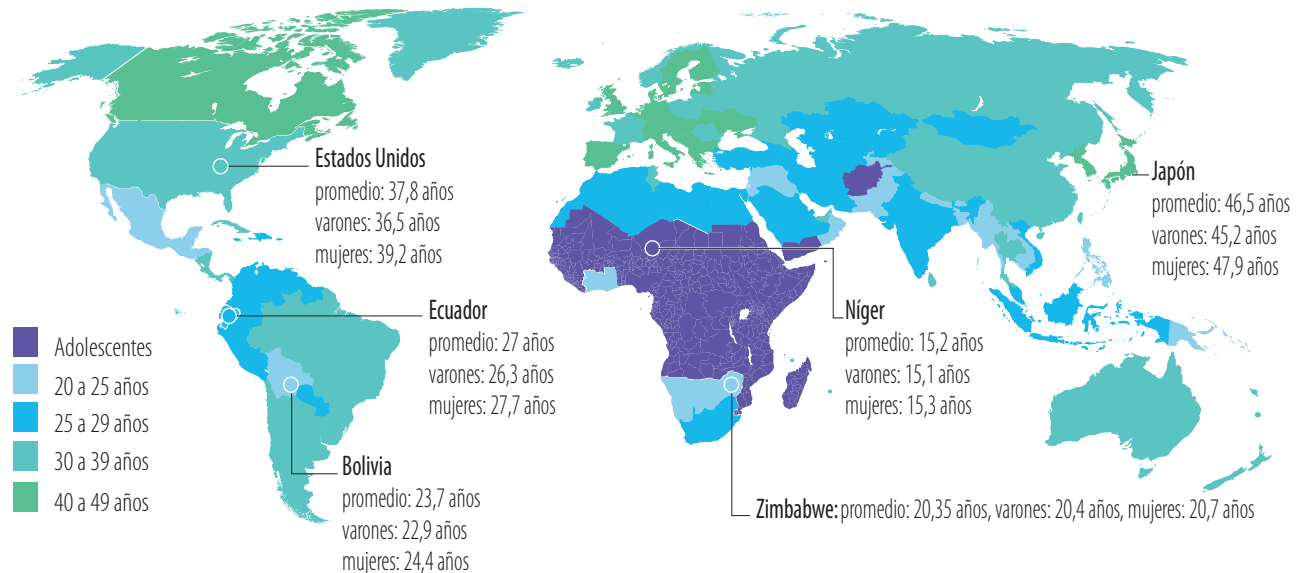 Estados Unidos
promedio: 37,8 años
varones: 36,5 años
mujeres: 39,2 años
Japón
promedio: 46,5 años
varones: 45,2 años
mujeres: 47,9 años
Ecuador
promedio: 27 años
varones: 26,3 años
mujeres: 27,7 años
Níger
promedio: 15,2 años
varones: 15,1 años
mujeres: 15,3 años
Adolescentes
20 a 25 años
25 a 29 años
30 a 39 años
40 a 49 años
Bolivia
promedio: 23,7 años
varones: 22,9 años
mujeres: 24,4 años
Zimbabwe: promedio: 20,35 años, varones: 20,4 años, mujeres: 20,7 años